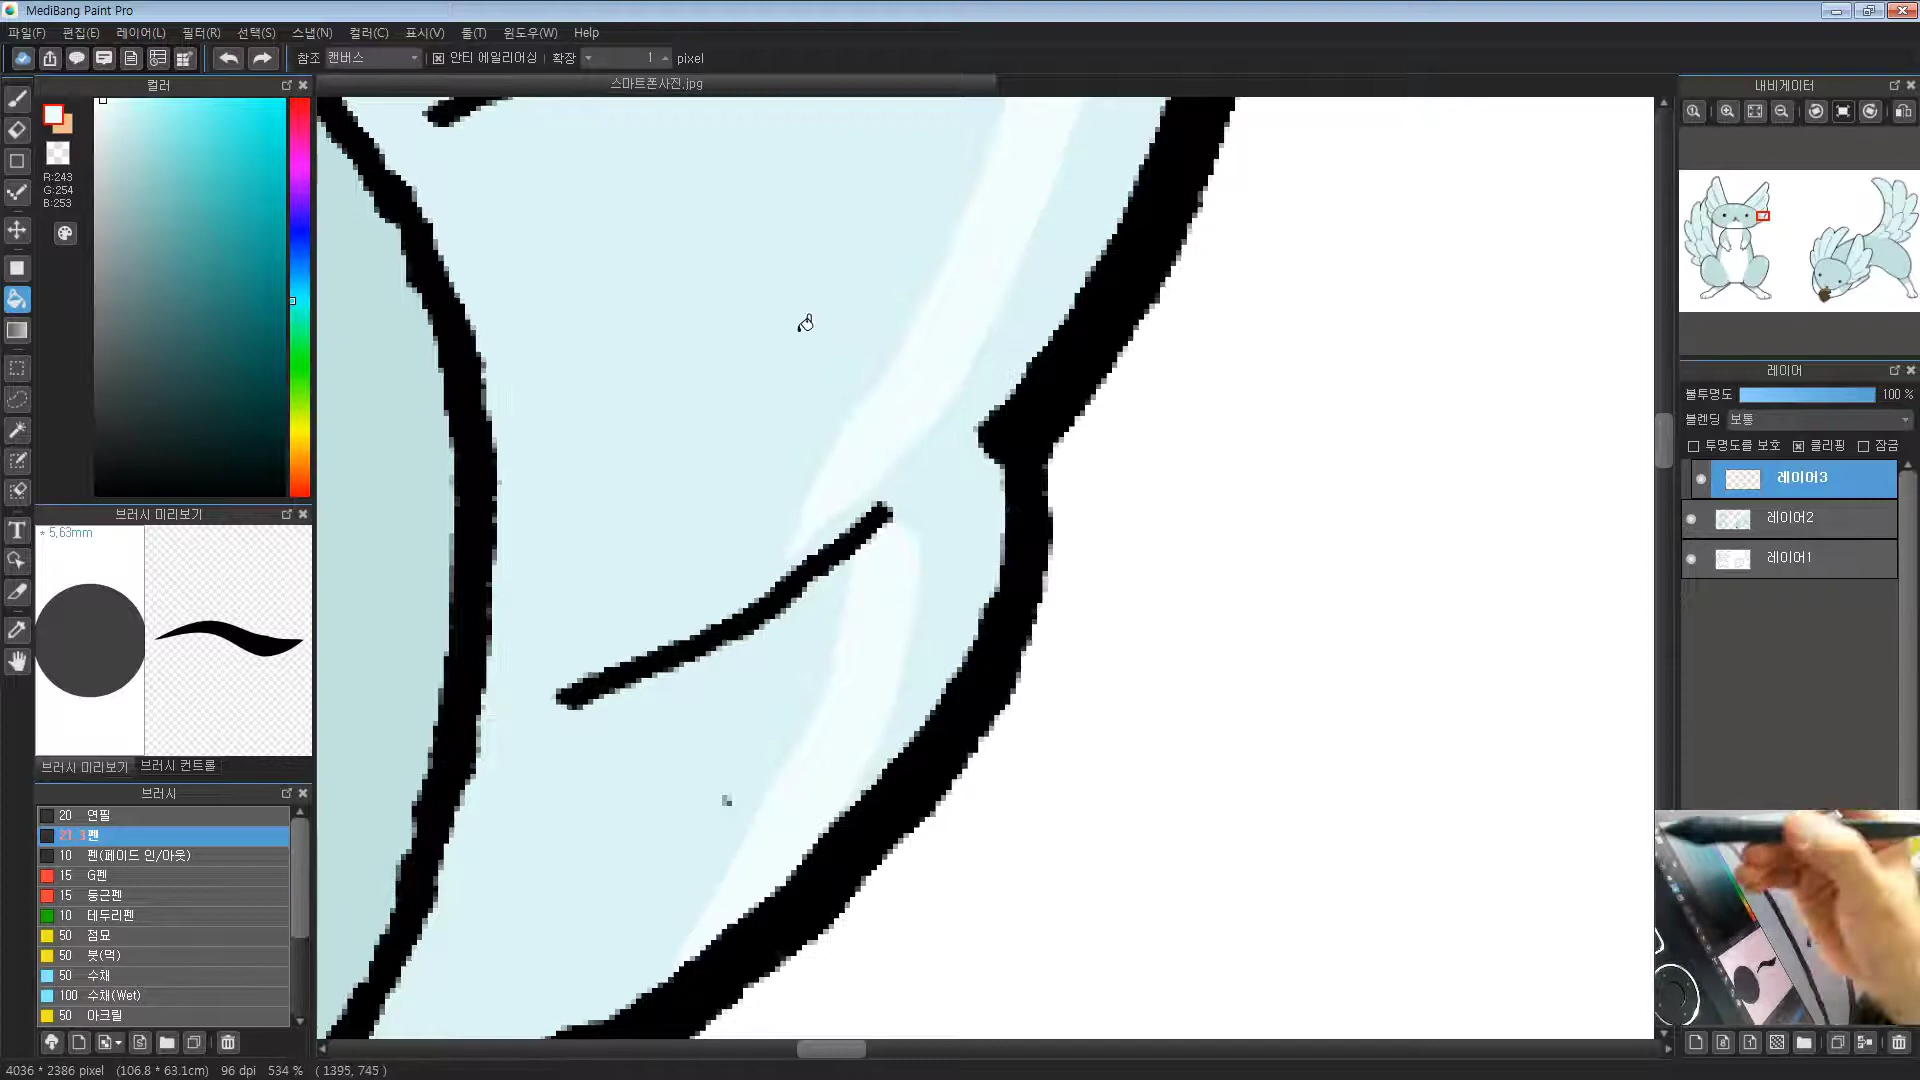 MediBang Paint Pro
파일(F) 편집(E) 레이어(L) 필터(R) 선택(S) 스냅(N) 컬러(C) 표시(V) 툴(T) 윈도우(W) Help
참조 캔버스 안티 에일리어싱 확장 1 pixel
컬러
스마트폰사진.jpg
내비게이터
R:243
G:254
B:253
레이어
불투명도 100 %
블렌딩 보통
투명도를 보호 클리핑 잠금
레이어3
레이어2
레이어1
브러시 미리보기
* 5,63mm
브러시 미리보기 브러시 컨트롤
브러시
20 연필
21.3 펜
10 펜(페이드 인/아웃)
15 G펜
15 둥근펜
10 테두리펜
50 점묘
50 붓(먹)
50 수채
100 수채(Wet)
50 아크릴
4036 * 2386 pixel (106.8 * 63.1cm) 96 dpi 534 % ( 1395, 745 )